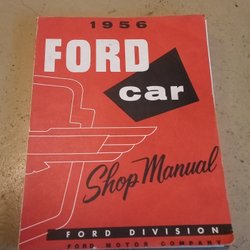 1956
FORD
car
Shop Manual
FORD DIVISION
FORD MOTOR COMPANY